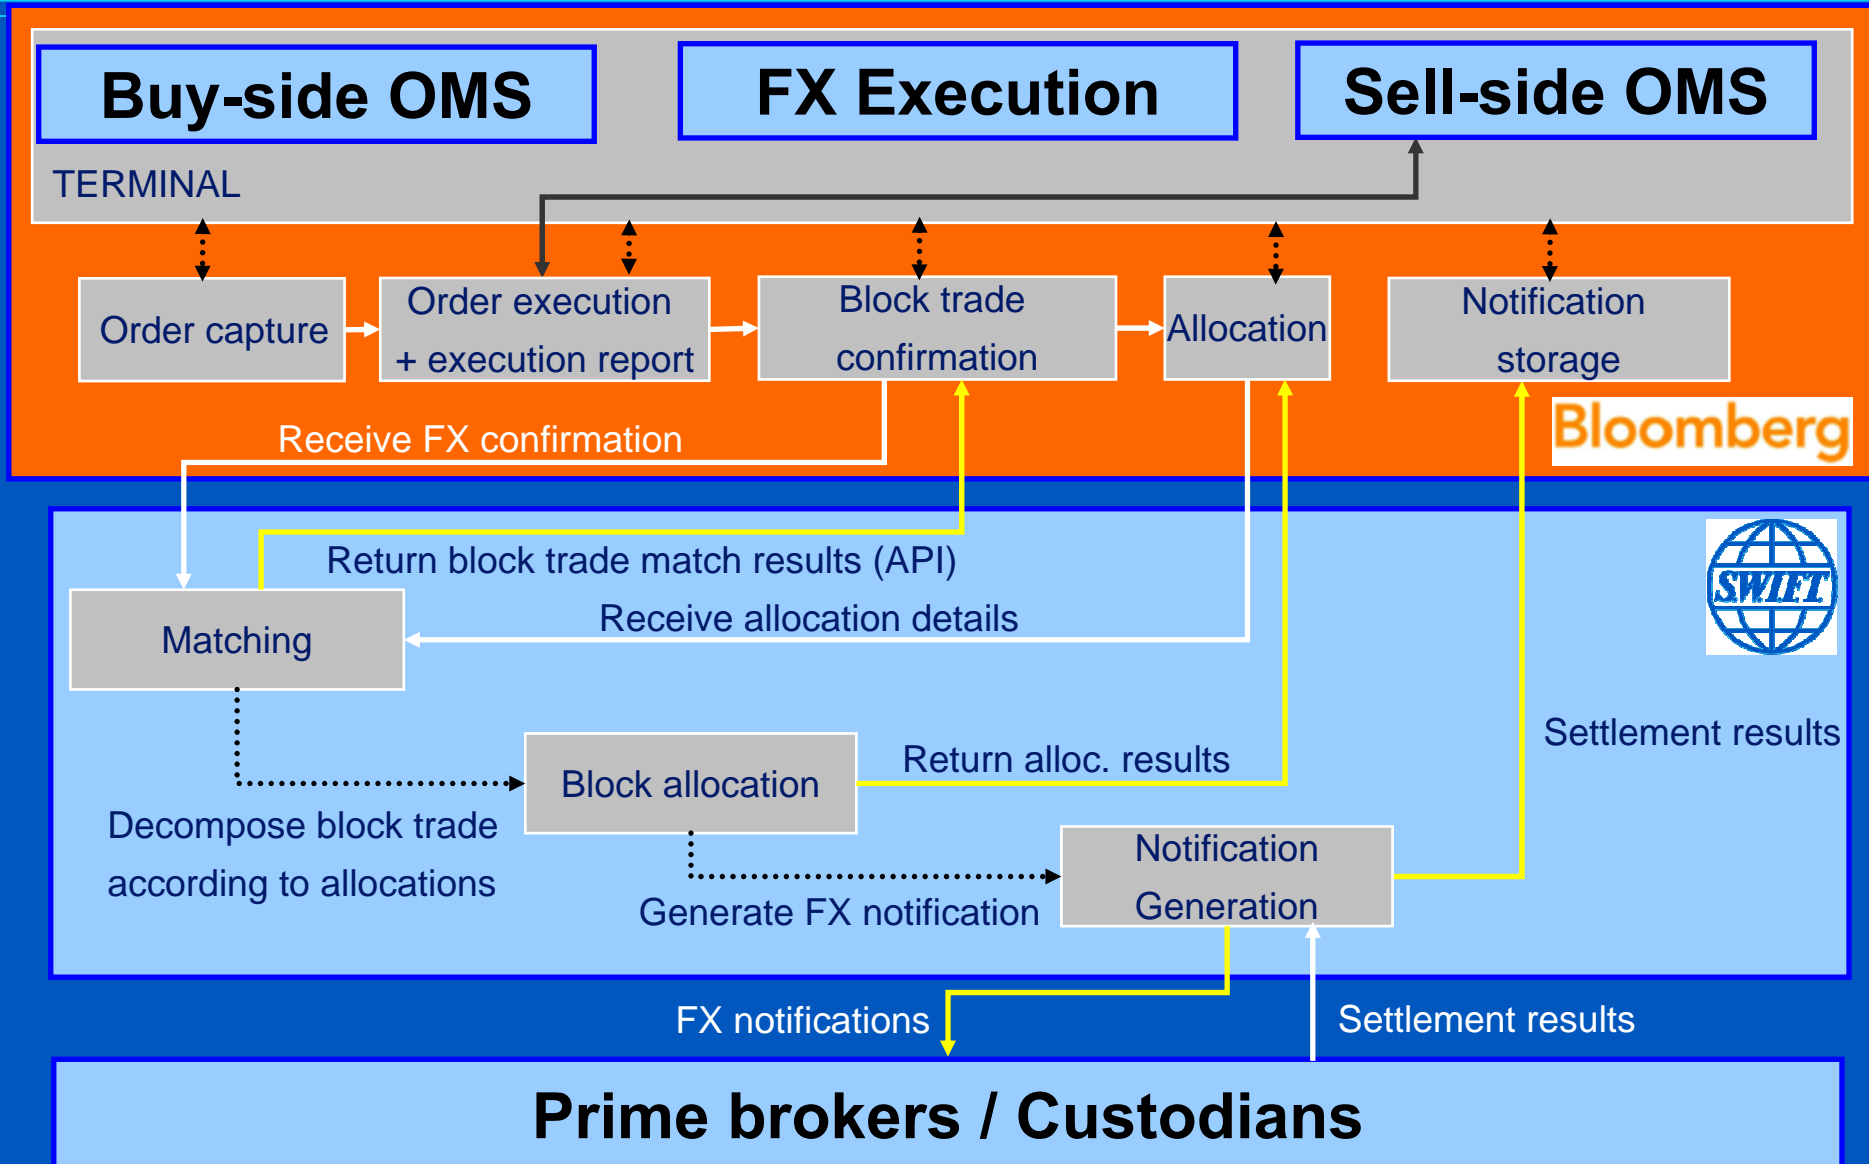 Buy-side OMS
FX Execution
Sell-side OMS
TERMINAL
Order capture
Order execution
+ execution report
Block trade
confirmation
Allocation
Notification
storage
Receive FX confirmation
Bloomberg
Return block trade match results (API)
SWIFT
Matching
Receive allocation details
Settlement results
Block allocation
Return alloc. results
Decompose block trade
according to allocations
Notification
Generation
Generate FX notification
FX notifications
Settlement results
Prime brokers / Custodians